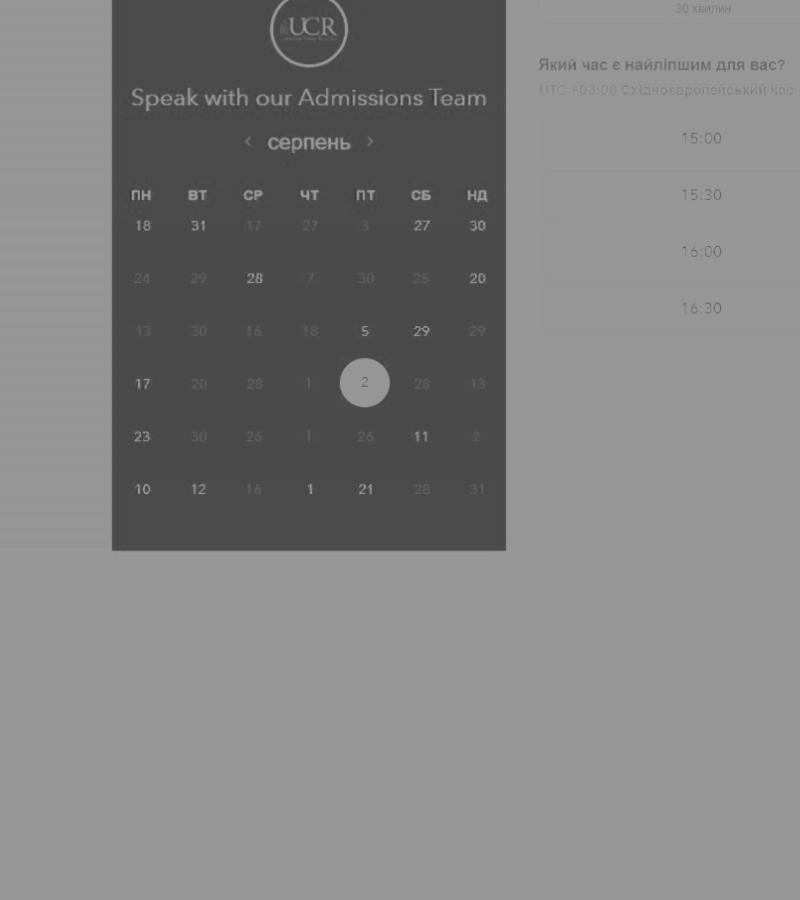 UCR
30 хвилин
Speak with our Admissions Team
Який час є найліпшим для вас?
UTC +03:00 Східноєвропейський час
< серпень >
ПН ВТ СР ЧТ ПТ СБ НД
18 31 17 27 3 27 30
24 29 28 7 30 25 20
13 30 16 18 5 29 29
17 20 28 1 2 28 13
23 30 26 1 26 11 2
10 12 16 1 21 28 31
15:00
15:30
16:00
16:30